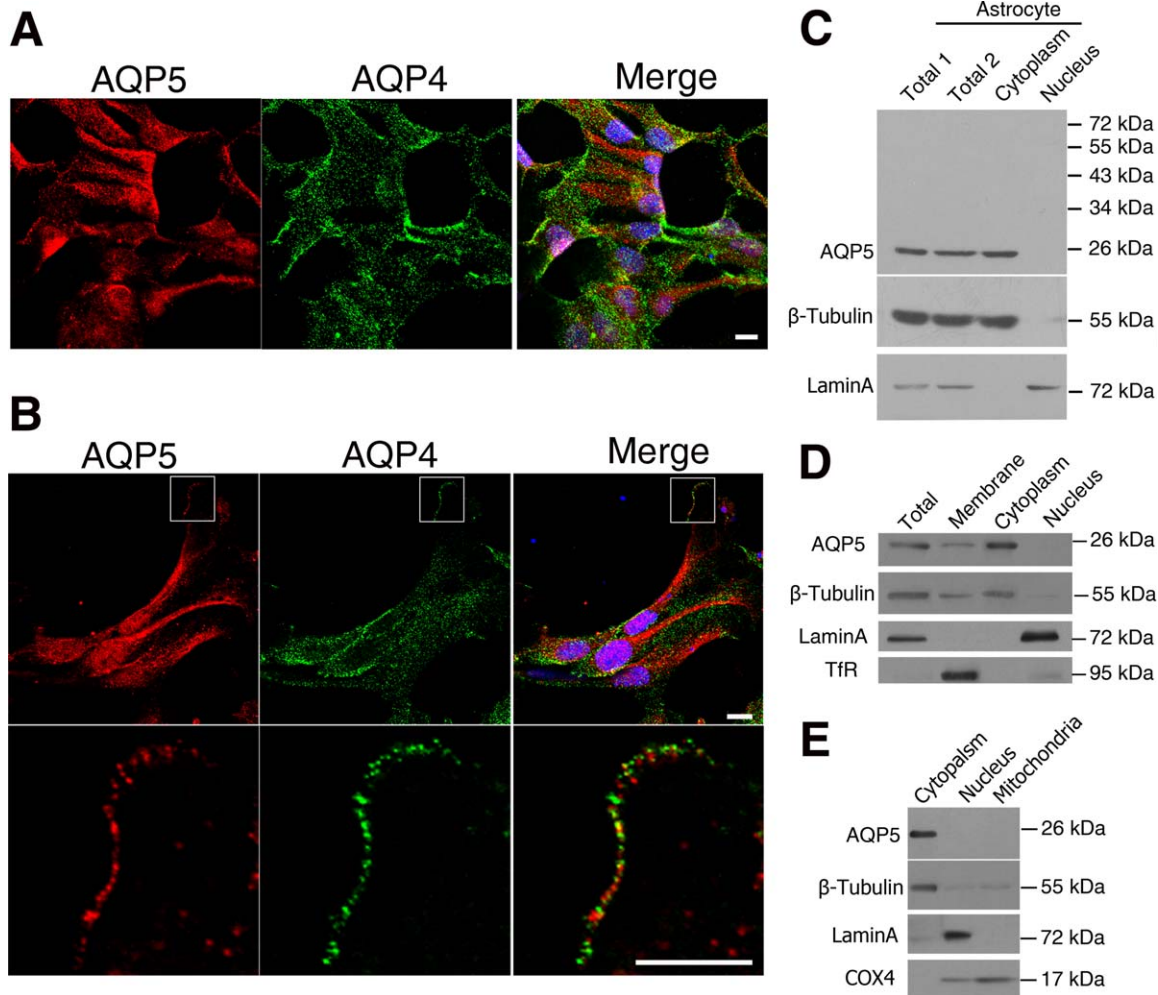 A
AQP5 AQP4 Merge
B
AQP5 AQP4 Merge
C
Astrocyte
Total 1 Total 2 Cytoplasm Nucleus
72 kDa
55 kDa
43 kDa
34 kDa
AQP5 26 kDa
β-Tubulin 55 kDa
LaminA 72 kDa
D
Total Membrane Cytoplasm Nucleus
AQP5 26 kDa
β-Tubulin 55 kDa
LaminA 72 kDa
TfR 95 kDa
E
Cytopalsm Nucleus Mitochondria
AQP5 26 kDa
β-Tubulin 55 kDa
LaminA 72 kDa
COX4 17 kDa